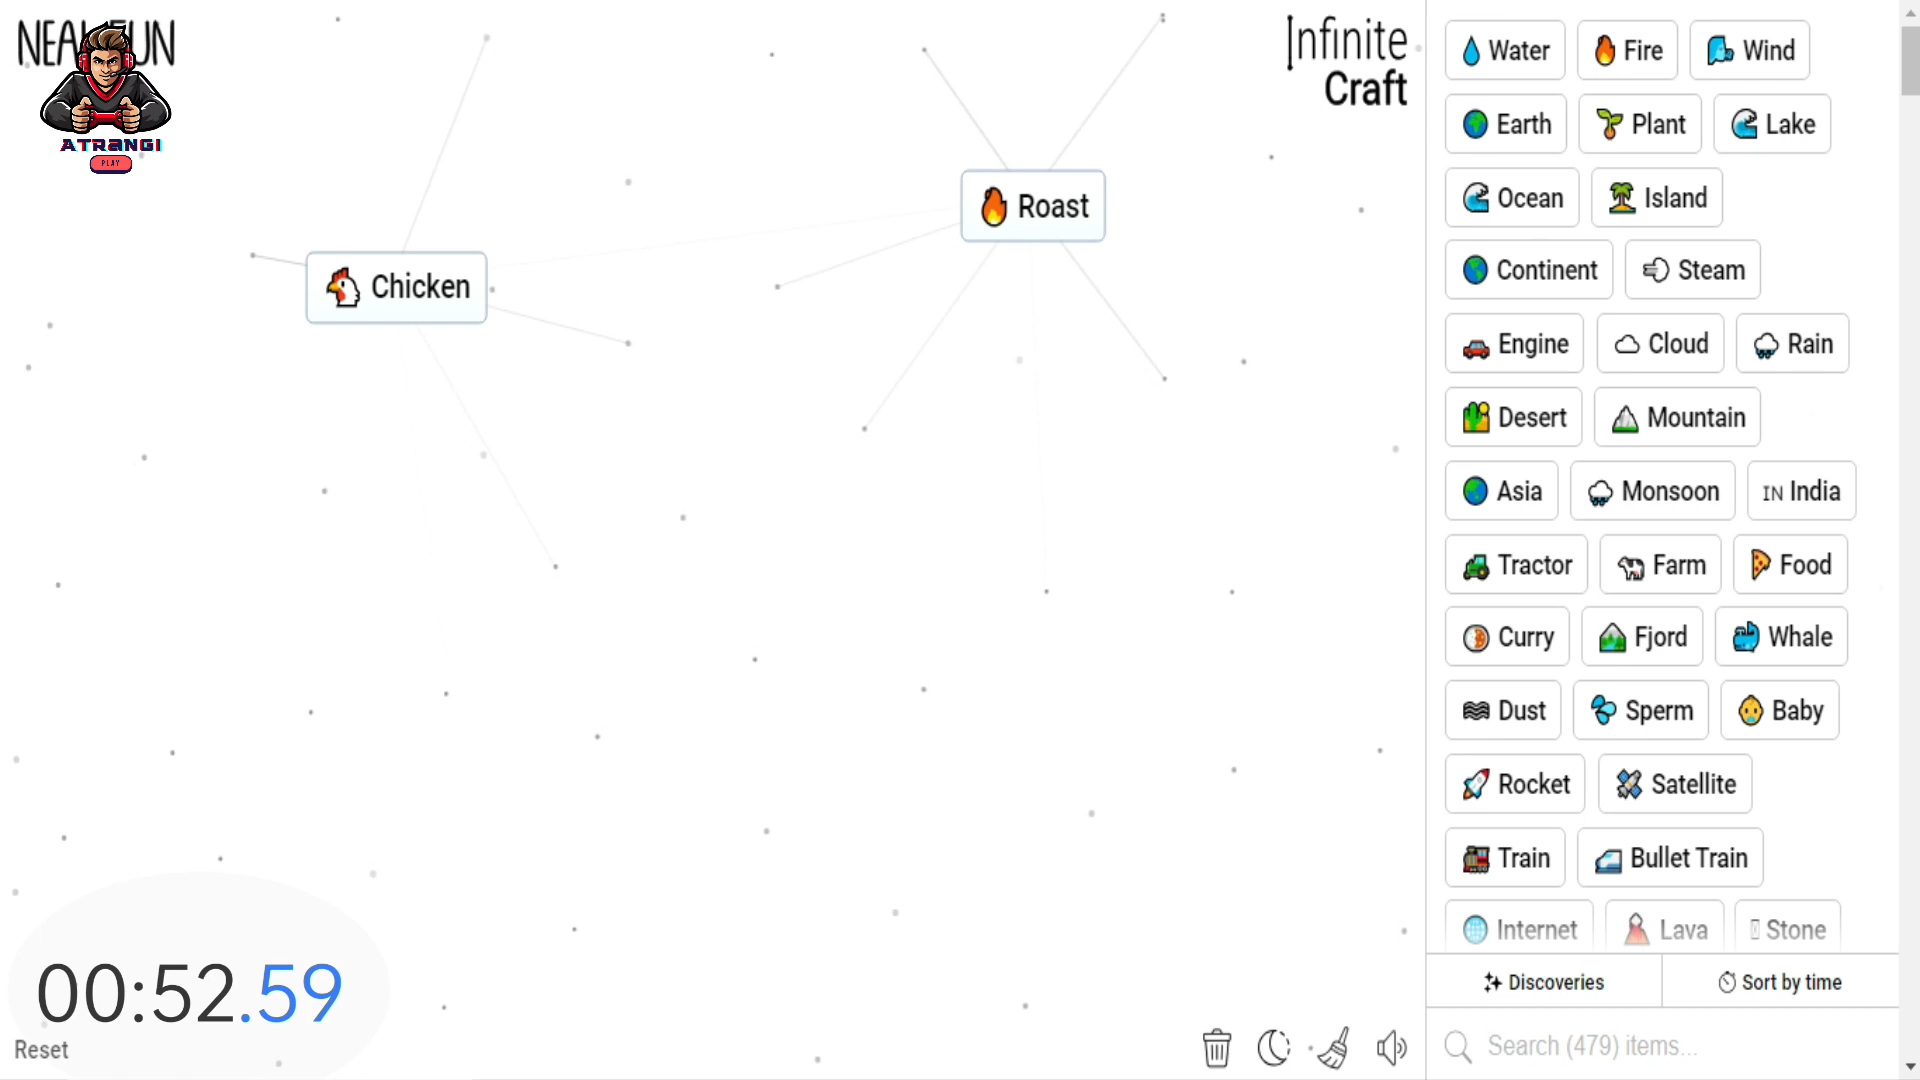 Infinite
Craft
ATRANGI
PLAY
Chicken
Roast
Water
Fire
Wind
Earth
Plant
Lake
Ocean
Island
Continent
Steam
Engine
Cloud
Rain
Desert
Mountain
Asia
Monsoon
IN India
Tractor
Farm
Food
Curry
Fjord
Whale
Dust
Sperm
Baby
Rocket
Satellite
Train
Bullet Train
Internet
Lava
Stone
Discoveries
Sort by time
Search (479) items...
00:52.59
Reset